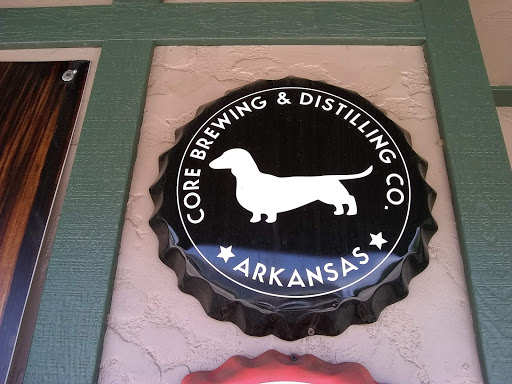 CORE BREWING & DISTILLING CO.
ARKANSAS